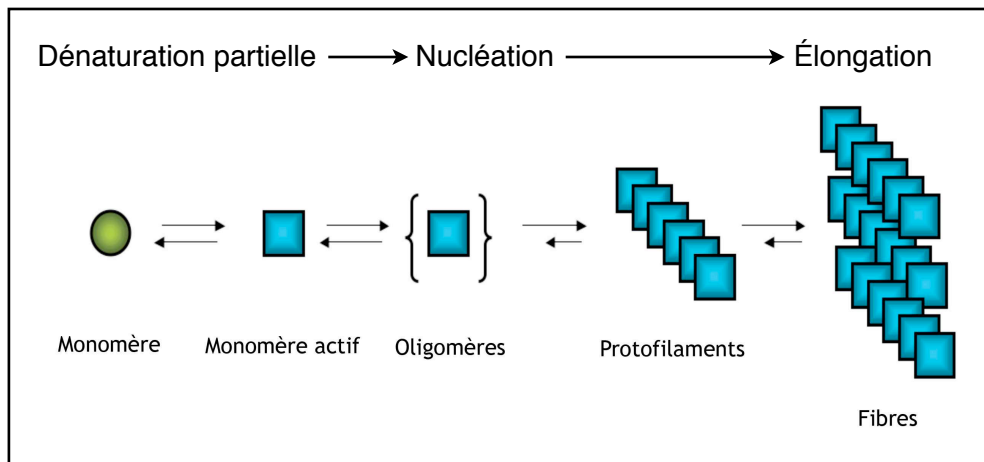 Dénaturation partielle
Nucléation
Élongation
Monomère
Monomère actif
Oligomères
Protofilaments
Fibres